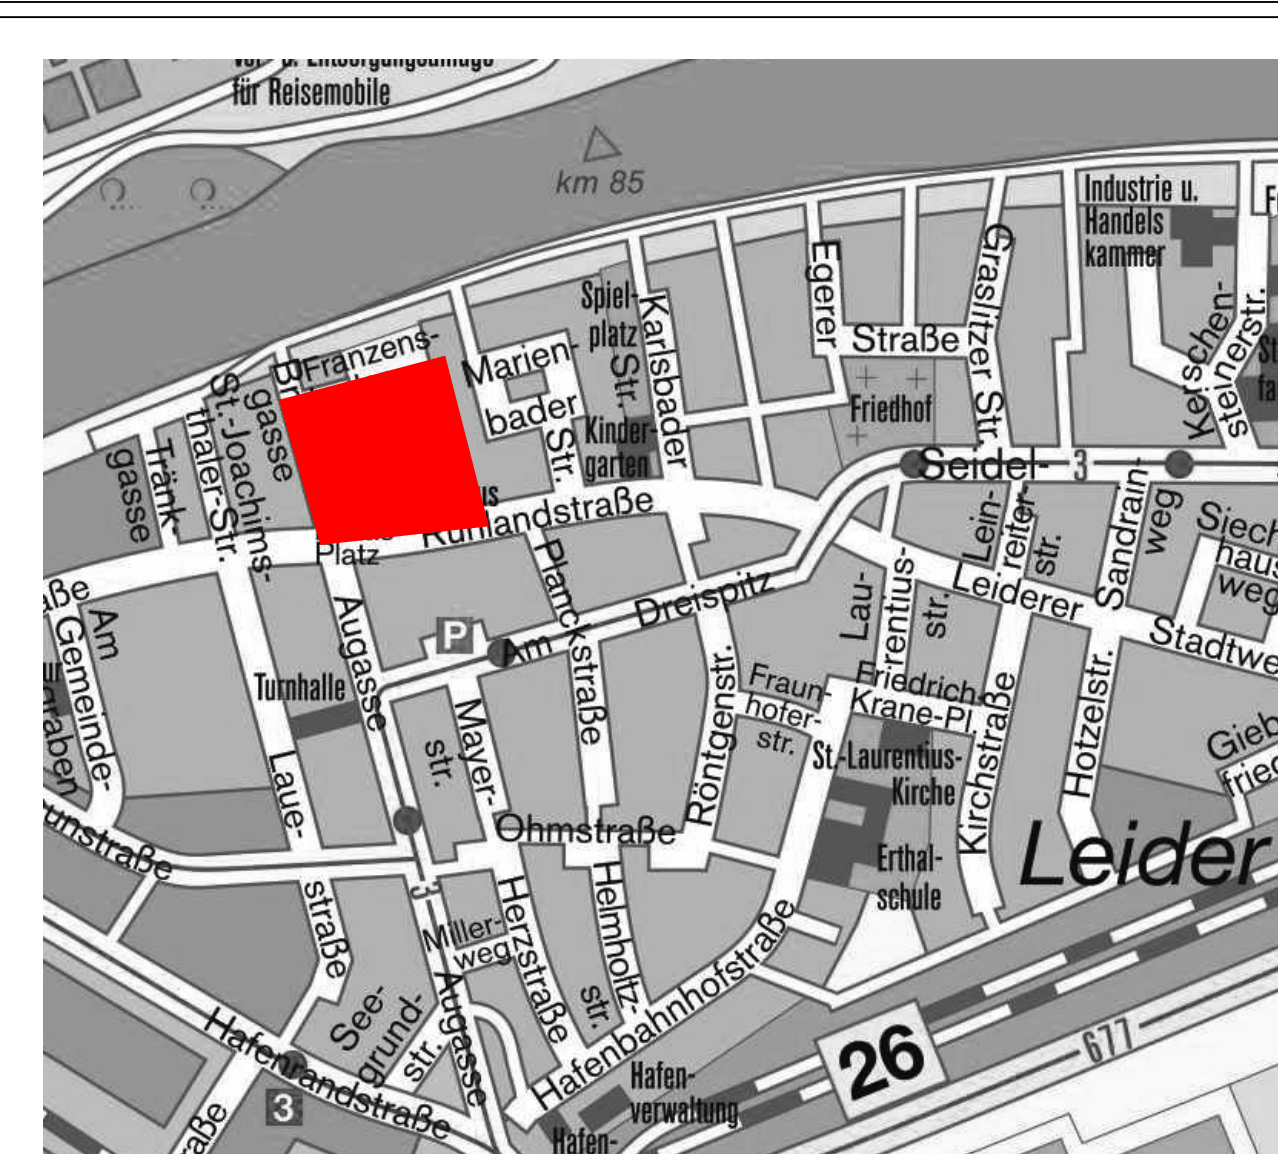 für Reisemobile
km 85
Industrie u.
Handels
kammer
Egerer
Straße
Graslitzer Str.
Kerschen-
steinerstr.
Spiel-
platz
Karlsbader
Str.
Franzens-
Marien-
bader
Str.
Kinder-
garten
Friedhof
gasse
St.-Joachims-
thaler-Str.
Tränk-
gasse
Seidel-
3
Ruhlandstraße
Platz
Lein-
reiter-
str.
Sandrain-
weg
Leiderer
Stadtwe
weg
Am
Gemeinde-
graben
Augasse
Planckstraße
P
Am
Dreispitz
Lau-
rentius-
str.
Turnhalle
Fraun-
hofer-
str.
Friedrich-
Krane-Pl.
Mayer-
str.
Röntgenstr.
St.-Laurentius-
Kirche
Kirchstraße
Hotzelstr.
Laue-
straße
Ohmstraße
Erthal-
schule
Leider
3
Miller-
weg
Herzstraße
Helmholtz-
str.
Hafenbahnhofstraße
See-
grund-
str.
Augasse
Hafenrandstraße
3
26
677
Hafen-
verwaltung
Hafen-